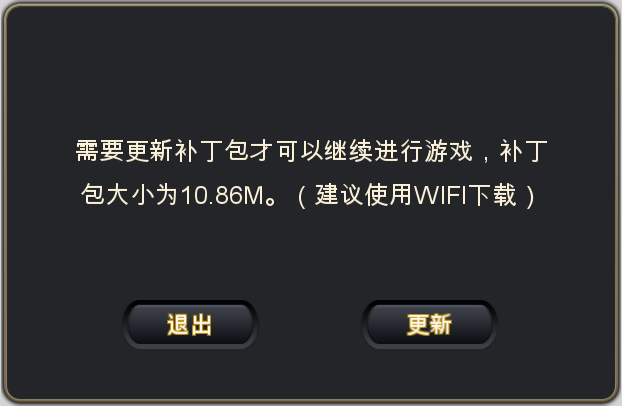 需要更新补丁包才可以继续进行游戏，补丁
包大小为10.86M。（建议使用WIFI下载）
退出
更新